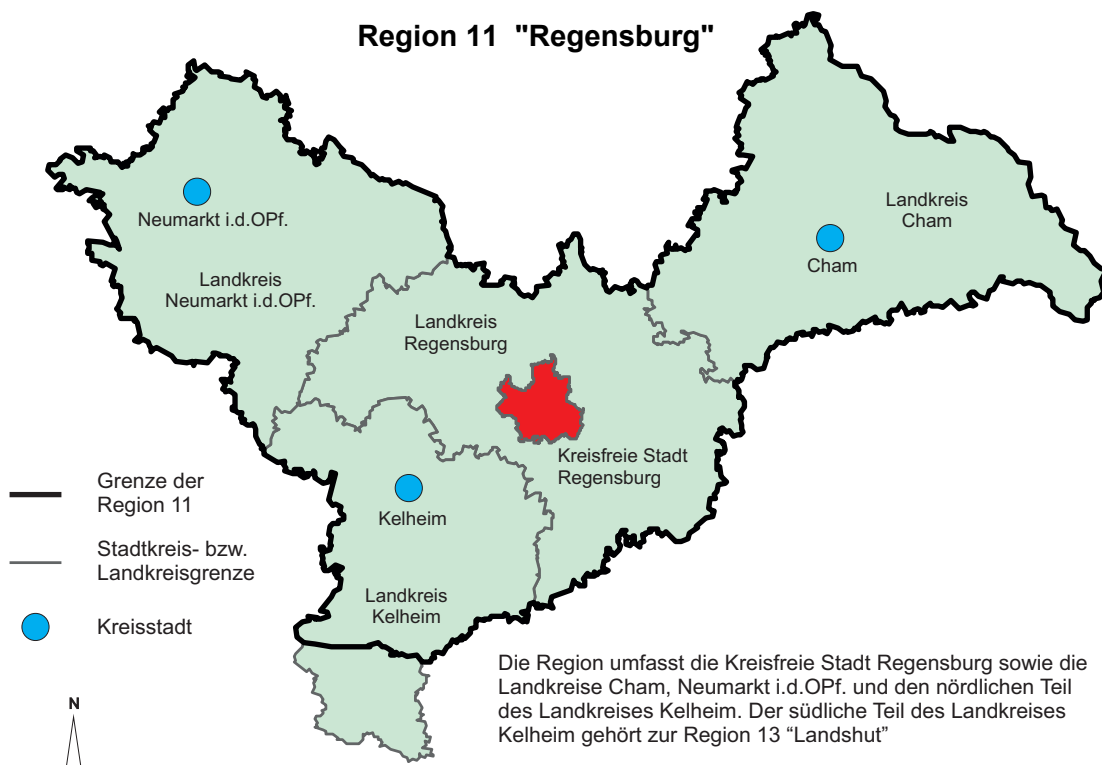 Region 11 "Regensburg"
Neumarkt i.d.OPf.
Landkreis
Neumarkt i.d.OPf.
Landkreis
Cham
Cham
Landkreis
Regensburg
Kreisfreie Stadt
Regensburg
Kelheim
Landkreis
Kelheim
Grenze der
Region 11
Stadtkreis- bzw.
Landkreisgrenze
Kreisstadt
N
Die Region umfasst die Kreisfreie Stadt Regensburg sowie die
Landkreise Cham, Neumarkt i.d.OPf. und den nördlichen Teil
des Landkreises Kelheim. Der südliche Teil des Landkreises
Kelheim gehört zur Region 13 “Landshut”